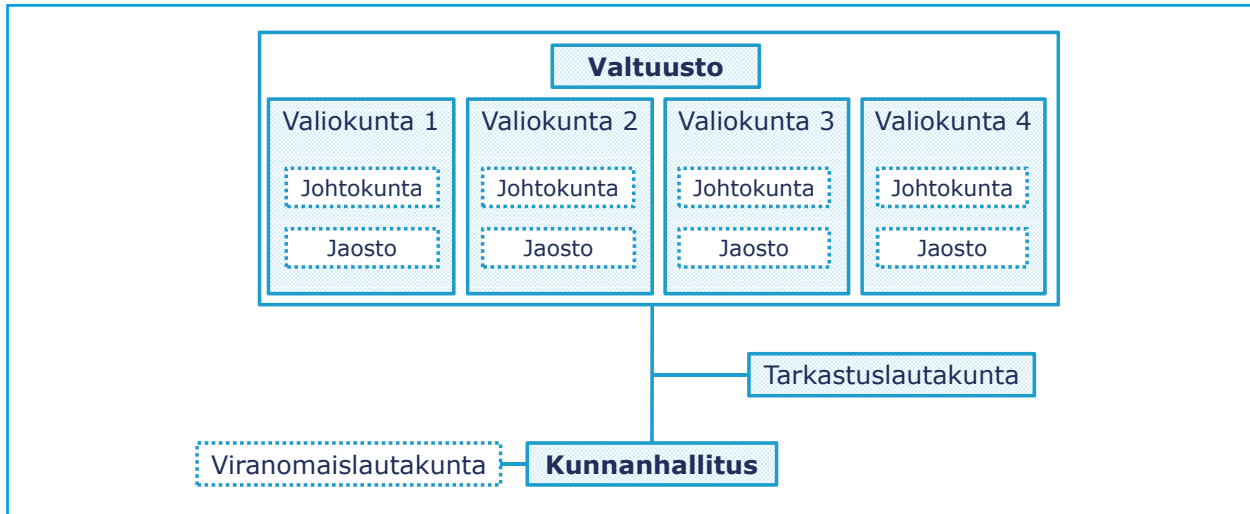 Valtuusto
Valiokunta 1
Valiokunta 2
Valiokunta 3
Valiokunta 4
Johtokunta
Johtokunta
Johtokunta
Johtokunta
Jaosto
Jaosto
Jaosto
Jaosto
Tarkastuslautakunta
Viranomaislautakunta
Kunnanhallitus